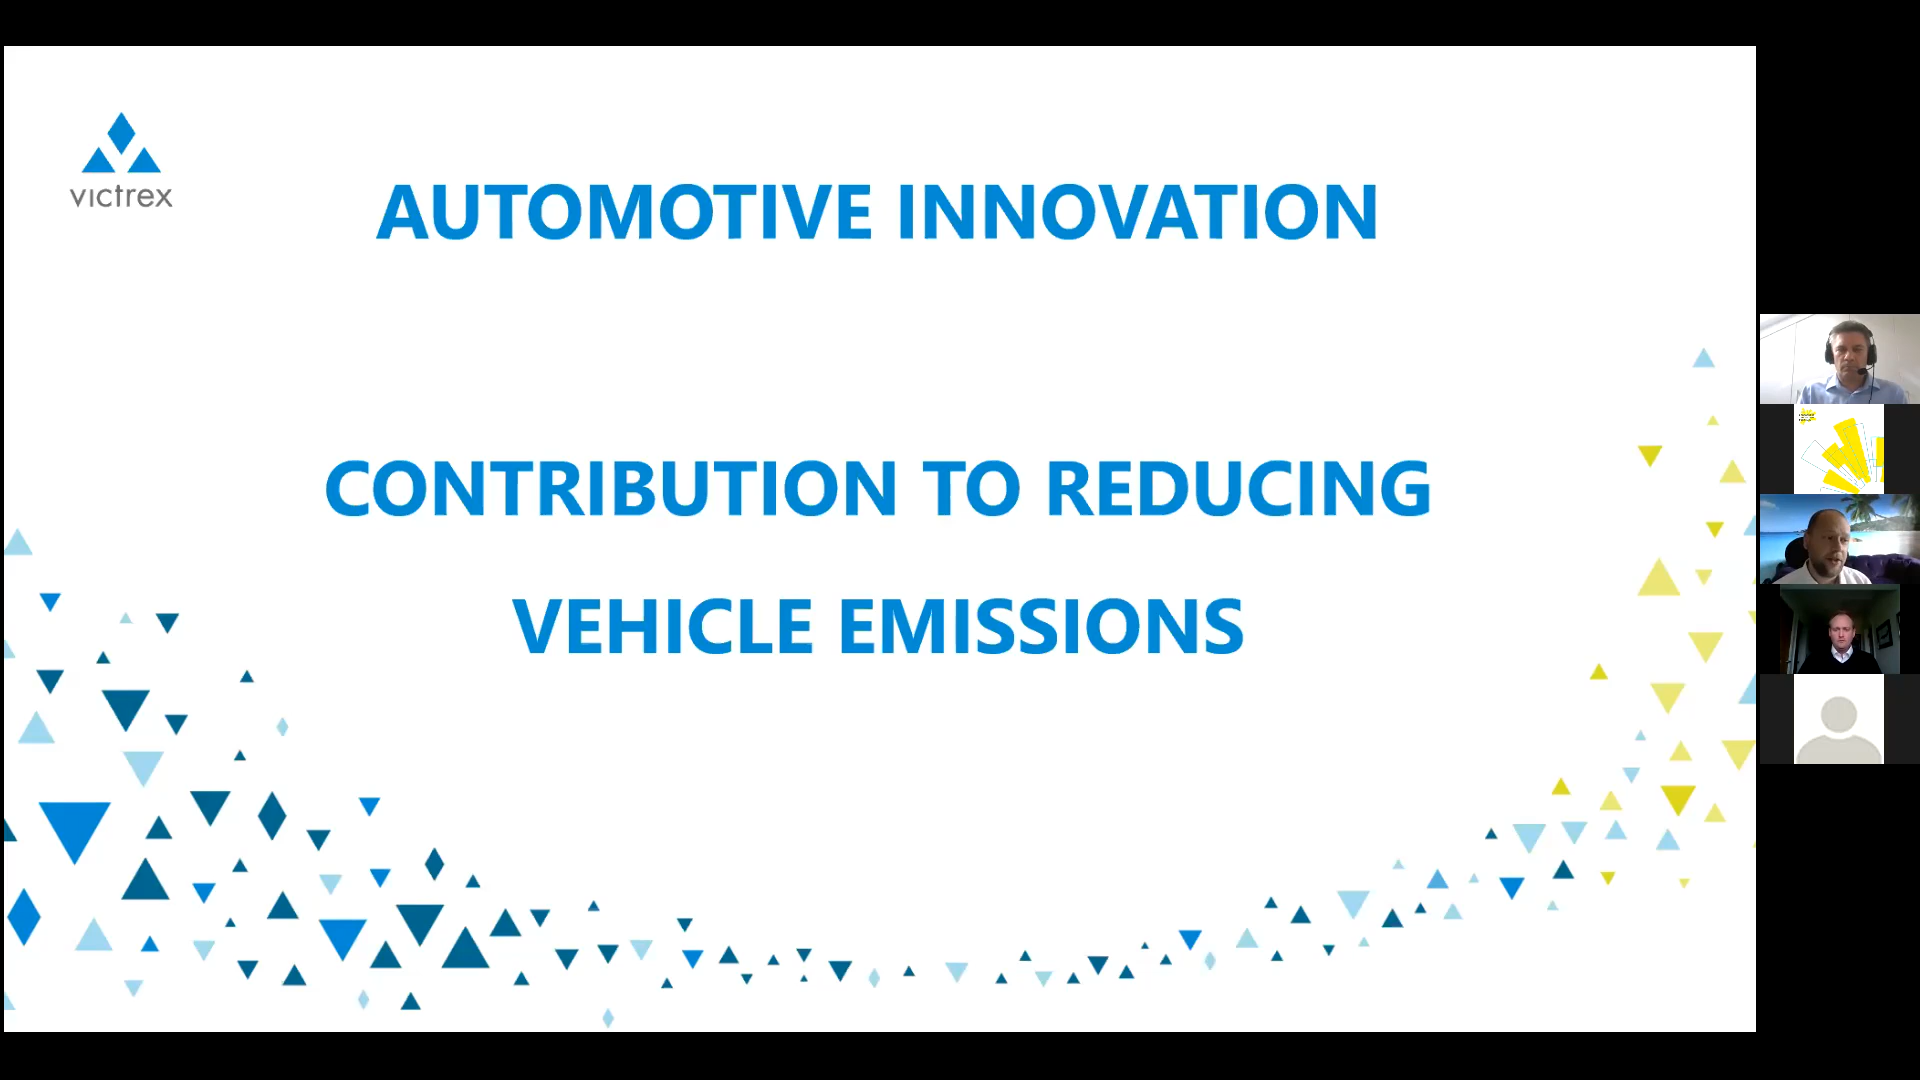 victrex
AUTOMOTIVE INNOVATION
CONTRIBUTION TO REDUCING
VEHICLE EMISSIONS